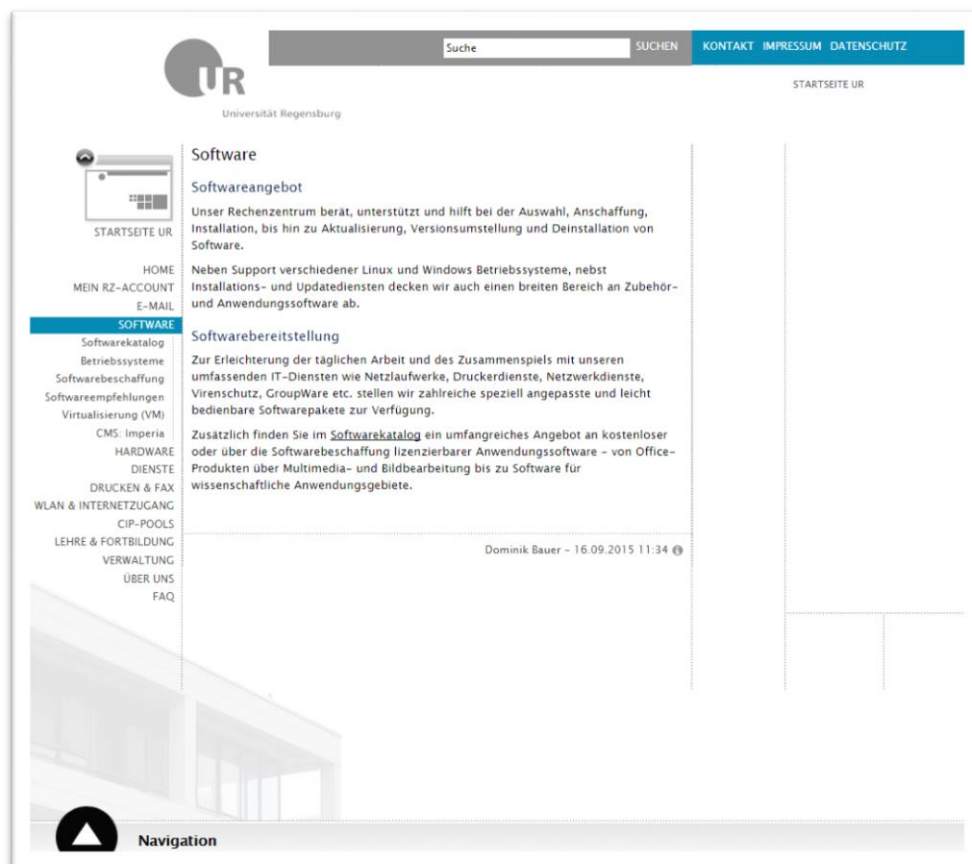 Suche
SUCHEN
KONTAKT IMPRESSUM DATENSCHUTZ
UR
Universität Regensburg
STARTSEITE UR
STARTSEITE UR
HOME
MEIN RZ-ACCOUNT
E-MAIL
SOFTWARE
Softwarekatalog
Betriebssysteme
Softwarebeschaffung
Softwareempfehlungen
Virtualisierung (VM)
CMS: Imperia
HARDWARE
DIENSTE
DRUCKEN & FAX
WLAN & INTERNETZUGANG
CIP-POOLS
LEHRE & FORTBILDUNG
VERWALTUNG
ÜBER UNS
FAQ
Software
Softwareangebot
Unser Rechenzentrum berät, unterstützt und hilft bei der Auswahl, Anschaffung,
Installation, bis hin zu Aktualisierung, Versionsumstellung und Deinstallation von
Software.
Neben Support verschiedener Linux und Windows Betriebssysteme, nebst
Installations- und Updatediensten decken wir auch einen breiten Bereich an Zubehör-
und Anwendungssoftware ab.
Softwarebereitstellung
Zur Erleichterung der täglichen Arbeit und des Zusammenspiels mit unseren
umfassenden IT-Diensten wie Netzlaufwerke, Druckerdienste, Netzwerkdienste,
Virenschutz, GroupWare etc. stellen wir zahlreiche speziell angepasste und leicht
bedienbare Softwarepakete zur Verfügung.
Zusätzlich finden Sie im Softwarekatalog ein umfangreiches Angebot an kostenloser
oder über die Softwarebeschaffung lizenzierbarer Anwendungssoftware - von Office-
Produkten über Multimedia- und Bildbearbeitung bis zu Software für
wissenschaftliche Anwendungsgebiete.
Dominik Bauer - 16.09.2015 11:34
Navigation